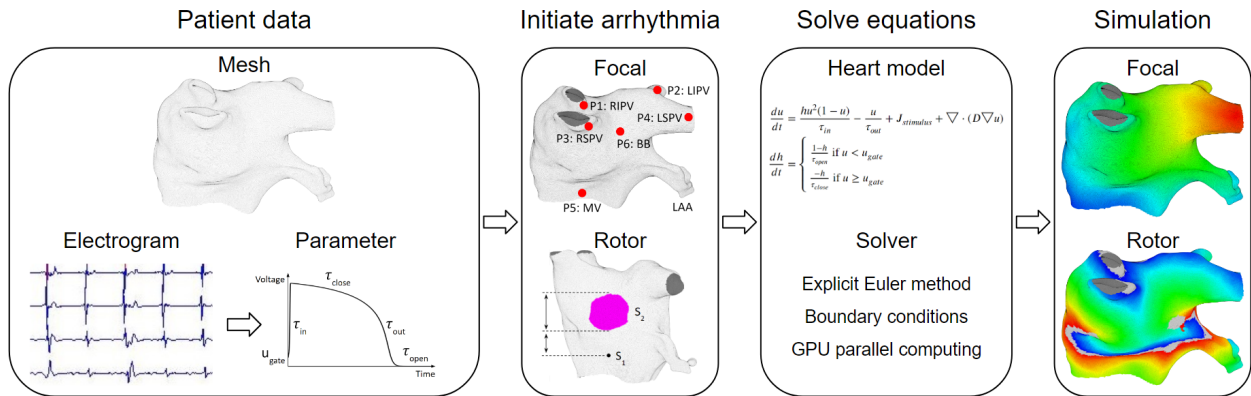 Patient data
Mesh
Electrogram
Parameter
Voltage
τclose
τin
τout
ugate
τopen
Time
Initiate arrhythmia
Focal
P2: LIPV
P1: RIPV
P4: LSPV
P3: RSPV
P6: BB
P5: MV
LAA
Rotor
S2
S1
Solve equations
Heart model
du/dt = hu²(1 − u)/τin − u/τout + Jstimulus + ▽ · (D▽u)
dh/dt = { 1−h/τopen if u < ugate
−h/τclose if u ≥ ugate
Solver
Explicit Euler method
Boundary conditions
GPU parallel computing
Simulation
Focal
Rotor